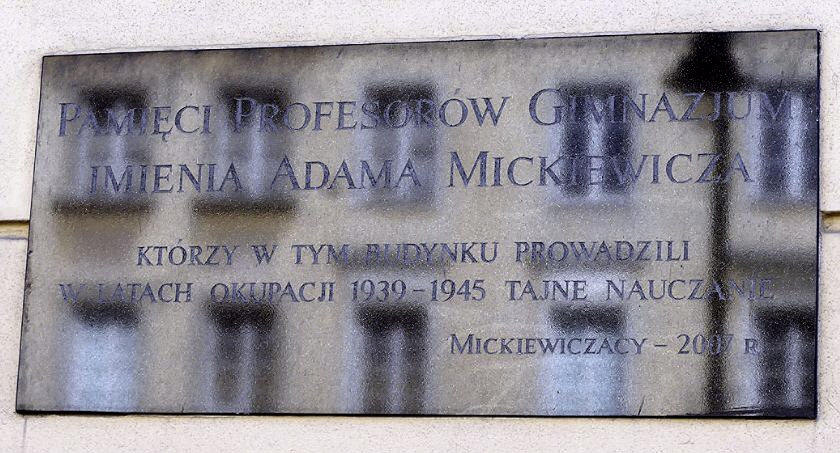 PAMIĘCI PROFESORÓW GIMNAZJUM
IMIENIA ADAMA MICKIEWICZA
KTÓRZY W TYM BUDYNKU PROWADZILI
W LATACH OKUPACJI 1939–1945 TAJNE NAUCZANIE
MICKIEWICZACY – 2007 R.